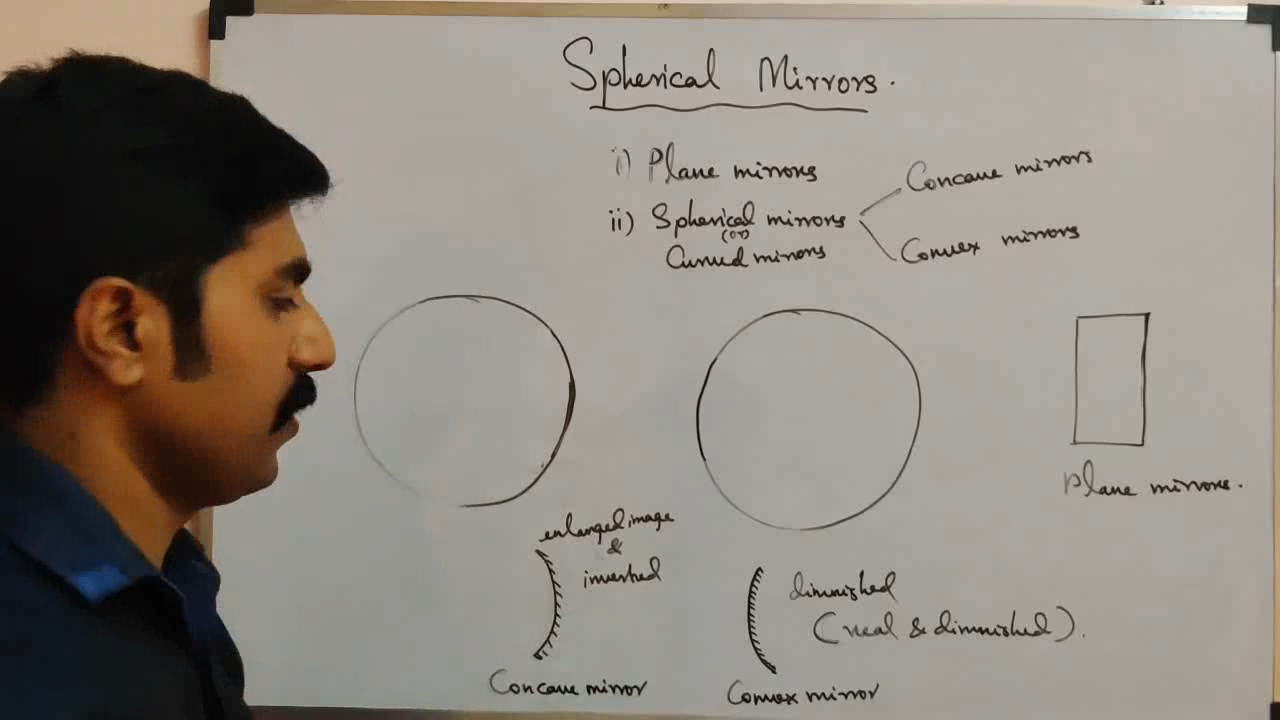 Spherical Mirrors.
i) Plane mirrors
ii) Spherical mirrors
(or)
Curved mirrors
Concave mirrors
Convex mirrors
Plane mirrors.
enlarged image
&
inverted
Concave mirror
diminished
(real & diminished).
Convex mirror